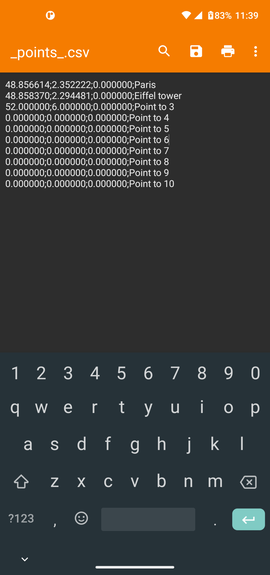 83% 11:39
_points_.csv
48.856614;2.352222;0.000000;Paris
48.858370;2.294481;0.000000;Eiffel tower
52.000000;6.000000;0.000000;Point to 3
0.000000;0.000000;0.000000;Point to 4
0.000000;0.000000;0.000000;Point to 5
0.000000;0.000000;0.000000;Point to 6
0.000000;0.000000;0.000000;Point to 7
0.000000;0.000000;0.000000;Point to 8
0.000000;0.000000;0.000000;Point to 9
0.000000;0.000000;0.000000;Point to 10
1 2 3 4 5 6 7 8 9 0
q w e r t y u i o p
a s d f g h j k l
z x c v b n m
?123 , .